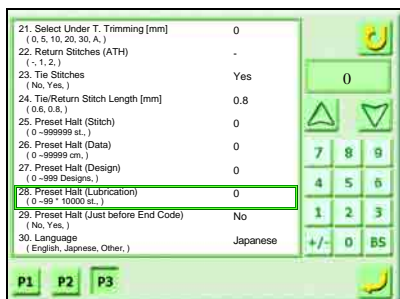 21. Select Under T. Trimming [mm] 0
( 0, 5, 10, 20, 30, A, )
22. Return Stitches (ATH) -
( -, 1, 2, )
23. Tie Stitches Yes
( No, Yes, )
24. Tie/Return Stitch Length [mm] 0.8
( 0.6, 0.8, )
25. Preset Halt (Stitch) 0
( 0 ~999999 st., )
26. Preset Halt (Data) 0
( 0 ~99999 cm, )
27. Preset Halt (Design) 0
( 0 ~999 Designs, )
28. Preset Halt (Lubrication) 0
( 0 ~99 * 10000 st., )
29. Preset Halt (Just before End Code) No
( No, Yes, )
30. Language Japanese
( English, Japnese, Other, )
0
7 8 9
4 5 6
1 2 3
+/- 0 BS
P1 P2 P3